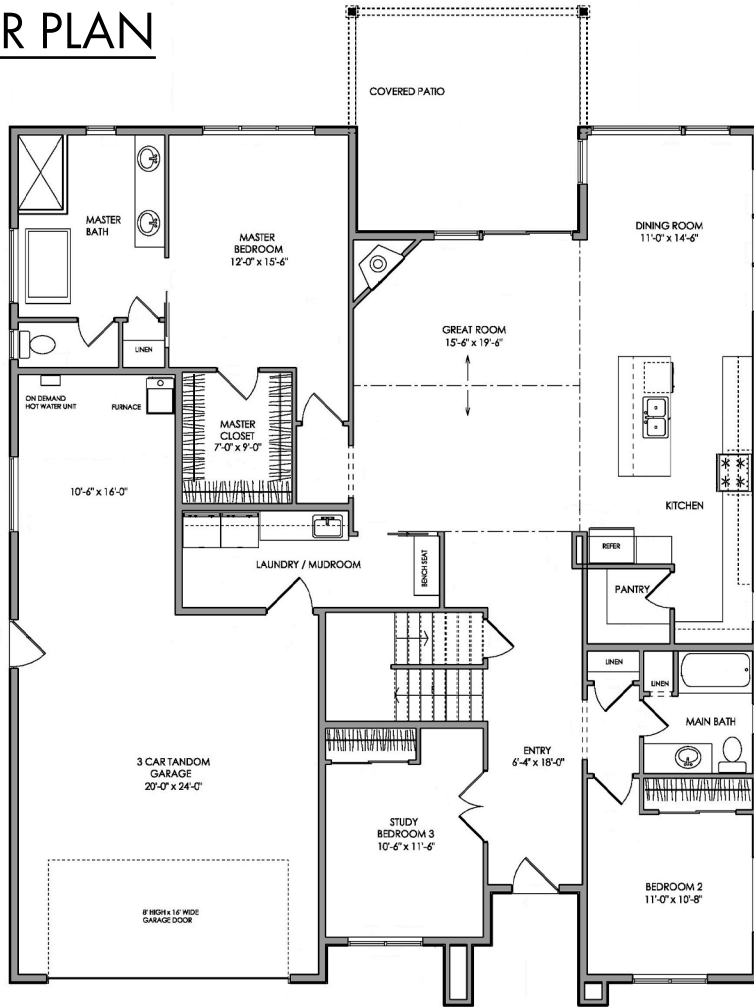 R PLAN
COVERED PATIO
MASTER
BATH
MASTER
BEDROOM
12'-0" x 15'-6"
DINING ROOM
11'-0" x 14'-6"
GREAT ROOM
15'-6" x 19'-6"
LINEN
ON DEMAND
HOT WATER UNIT
FURNACE
MASTER
CLOSET
7'-0" x 9'-0"
10'-6" x 16'-0"
KITCHEN
REFER
LAUNDRY / MUDROOM
BENCH SEAT
PANTRY
LINEN
LINEN
MAIN BATH
ENTRY
6'-4" x 18'-0"
3 CAR TANDOM
GARAGE
20'-0" x 24'-0"
STUDY
BEDROOM 3
10'-6" x 11'-6"
BEDROOM 2
11'-0" x 10'-8"
8' HIGH x 16' WIDE
GARAGE DOOR